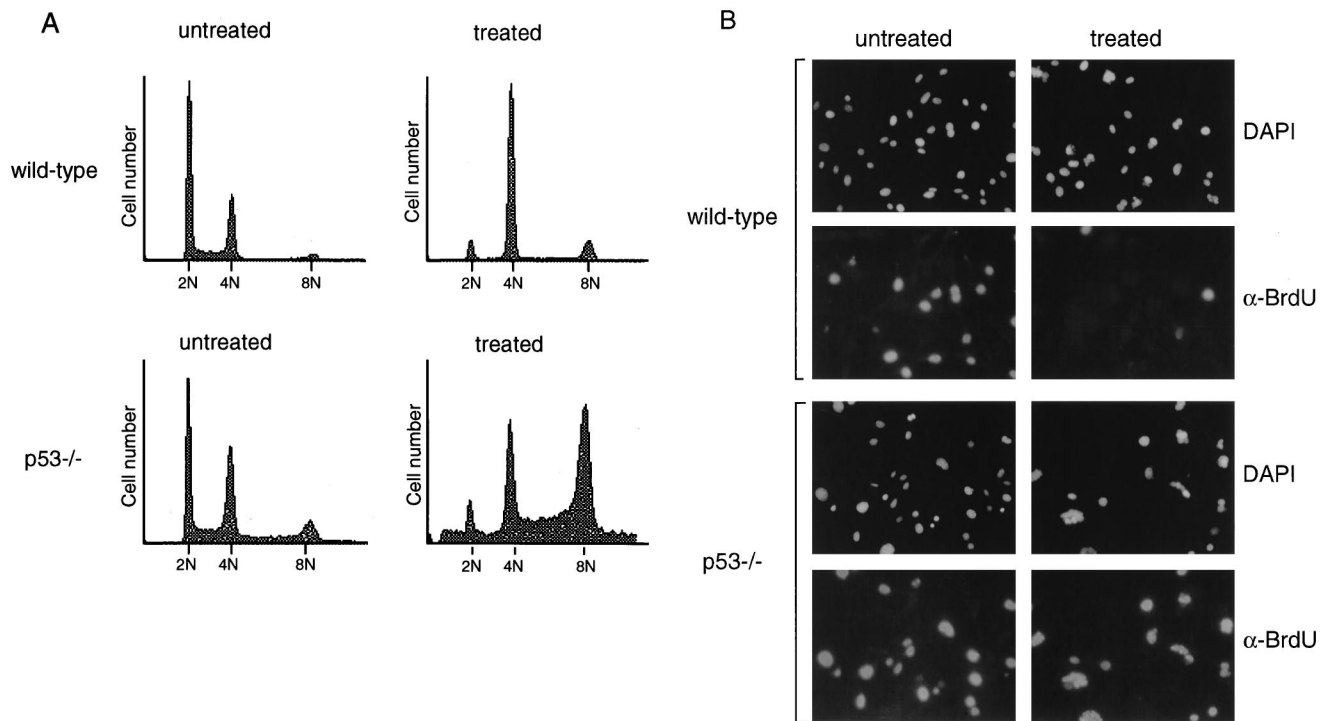 A
untreated
treated
wild-type
Cell number
2N 4N 8N
Cell number
2N 4N 8N
untreated
treated
p53-/-
Cell number
2N 4N 8N
Cell number
2N 4N 8N
B
untreated
treated
wild-type
DAPI
α-BrdU
p53-/-
DAPI
α-BrdU